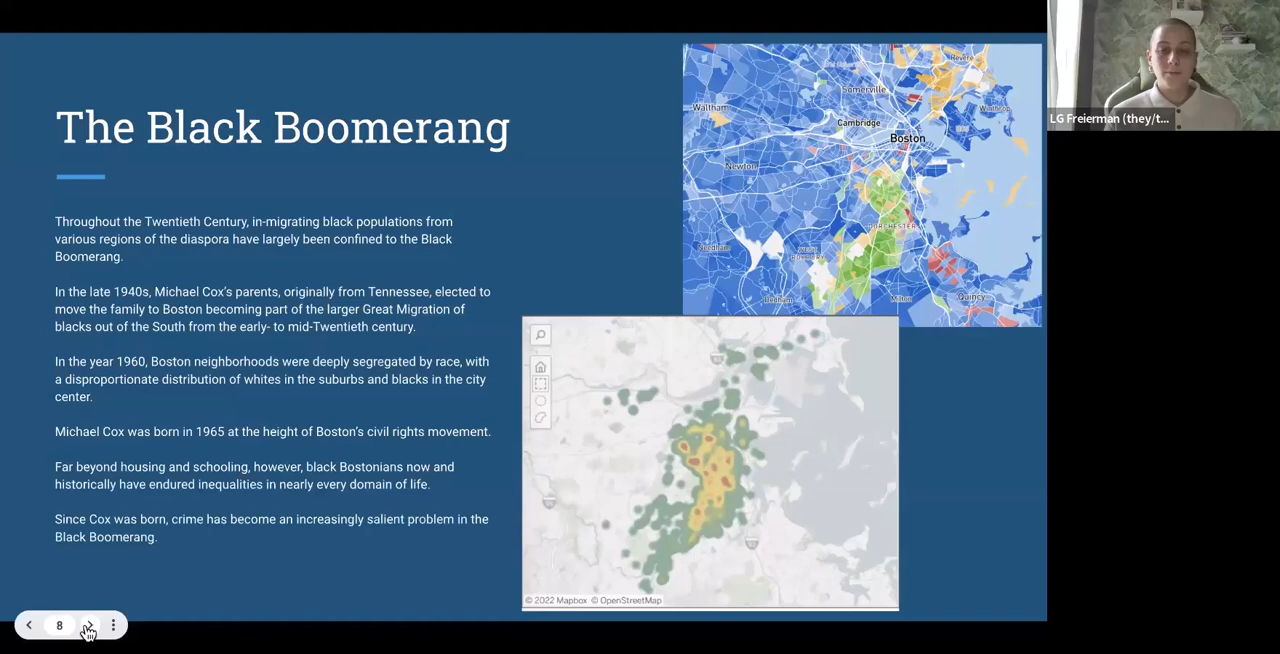 The Black Boomerang
Throughout the Twentieth Century, in-migrating black populations from
various regions of the diaspora have largely been confined to the Black
Boomerang.
In the late 1940s, Michael Cox's parents, originally from Tennessee, elected to
move the family to Boston becoming part of the larger Great Migration of
blacks out of the South from the early- to mid-Twentieth century.
In the year 1960, Boston neighborhoods were deeply segregated by race, with
a disproportionate distribution of whites in the suburbs and blacks in the city
center.
Michael Cox was born in 1965 at the height of Boston's civil rights movement.
Far beyond housing and schooling, however, black Bostonians now and
historically have endured inequalities in nearly every domain of life.
Since Cox was born, crime has become an increasingly salient problem in the
Black Boomerang.
Revere
Somerville
Waltham
Winthrop
Cambridge
Boston
Newton
DORCHESTER
Needham
WEST
ROXBURY
Dedham
Milton
Quincy
© 2022 Mapbox © OpenStreetMap
LG Freierman (they/t...
8